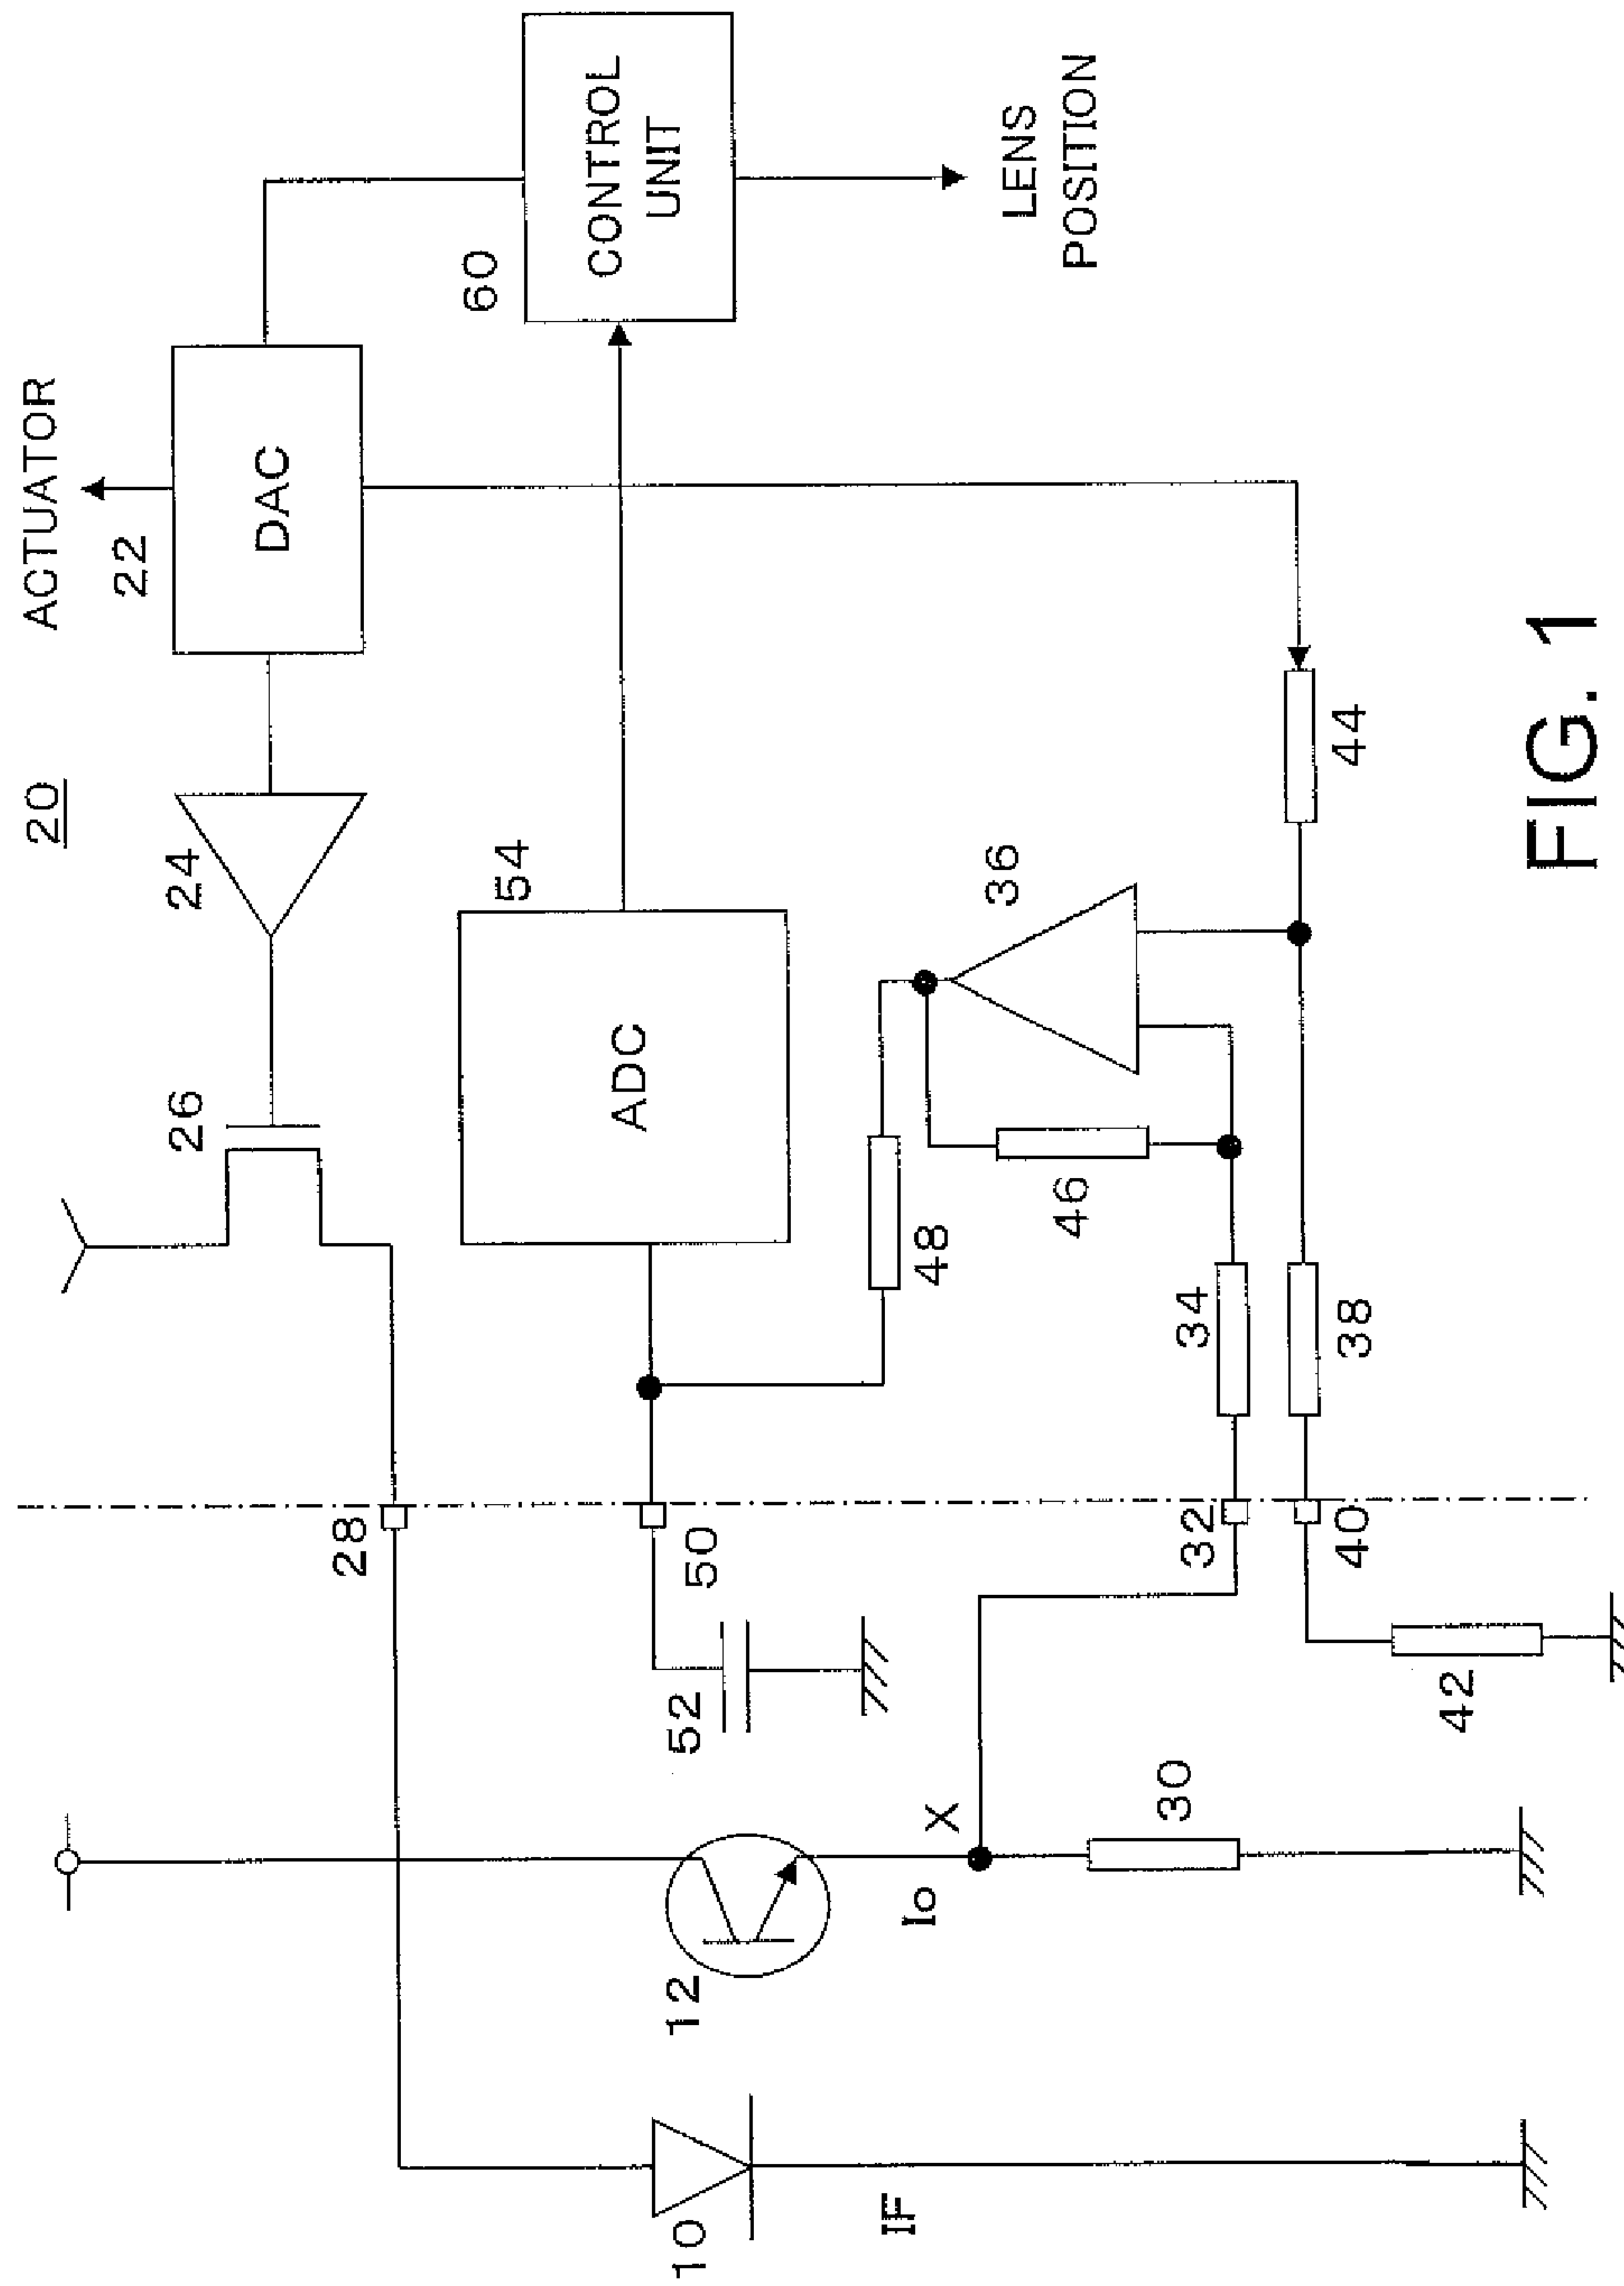 ACTUATOR
22
DAC
20
24
26
28
60
CONTROL
UNIT
LENS
POSITION
54
ADC
36
44
46
48
34
38
50
32
40
52
42
X
30
Io
12
10
IF
FIG. 1